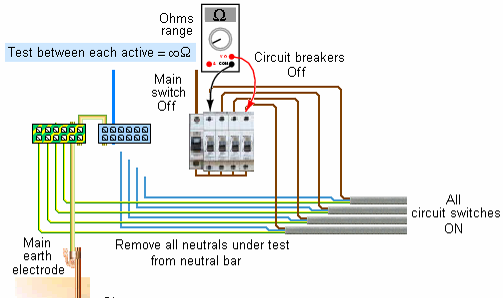 Ohms
range
Ω
V Ω
A COM
Test between each active = ∞Ω
Circuit breakers
Off
Main
switch
Off
All
circuit switches
ON
Main
earth
electrode
Remove all neutrals under test
from neutral bar